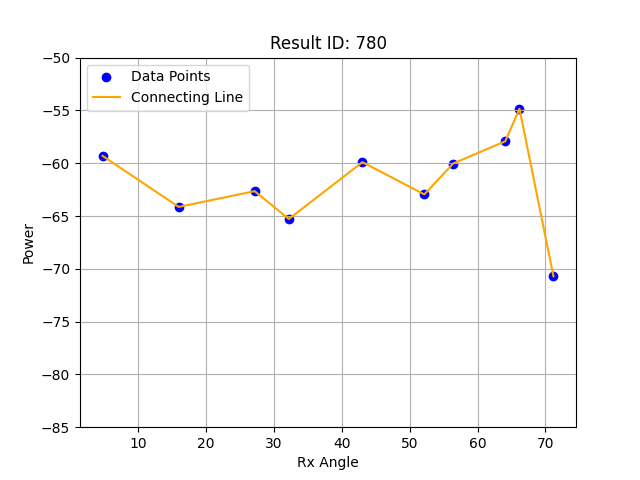 Result ID: 780
Data Points
Connecting Line
Power
−50
−55
−60
−65
−70
−75
−80
−85
10 20 30 40 50 60 70
Rx Angle